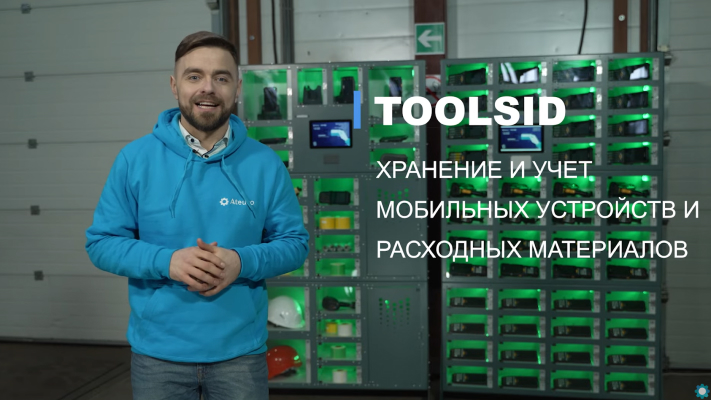 TOOLSID
ХРАНЕНИЕ И УЧЕТ
МОБИЛЬНЫХ УСТРОЙСТВ И
РАСХОДНЫХ МАТЕРИАЛОВ